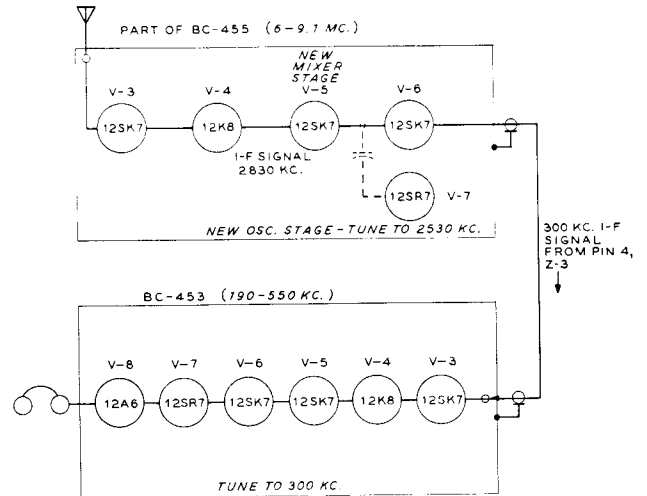 PART OF BC-455 (6-9.1 MC.)
NEW
MIXER
STAGE
V-3 V-4 V-5 V-6
12SK7 12K8 12SK7 12SK7
I-F SIGNAL
2830 KC.
12SR7 V-7
NEW OSC. STAGE-TUNE TO 2530 KC.
300 KC. I-F
SIGNAL
FROM PIN 4,
Z-3
BC-453 (190-550 KC.)
V-8 V-7 V-6 V-5 V-4 V-3
12A6 12SR7 12SK7 12SK7 12K8 12SK7
TUNE TO 300 KC.